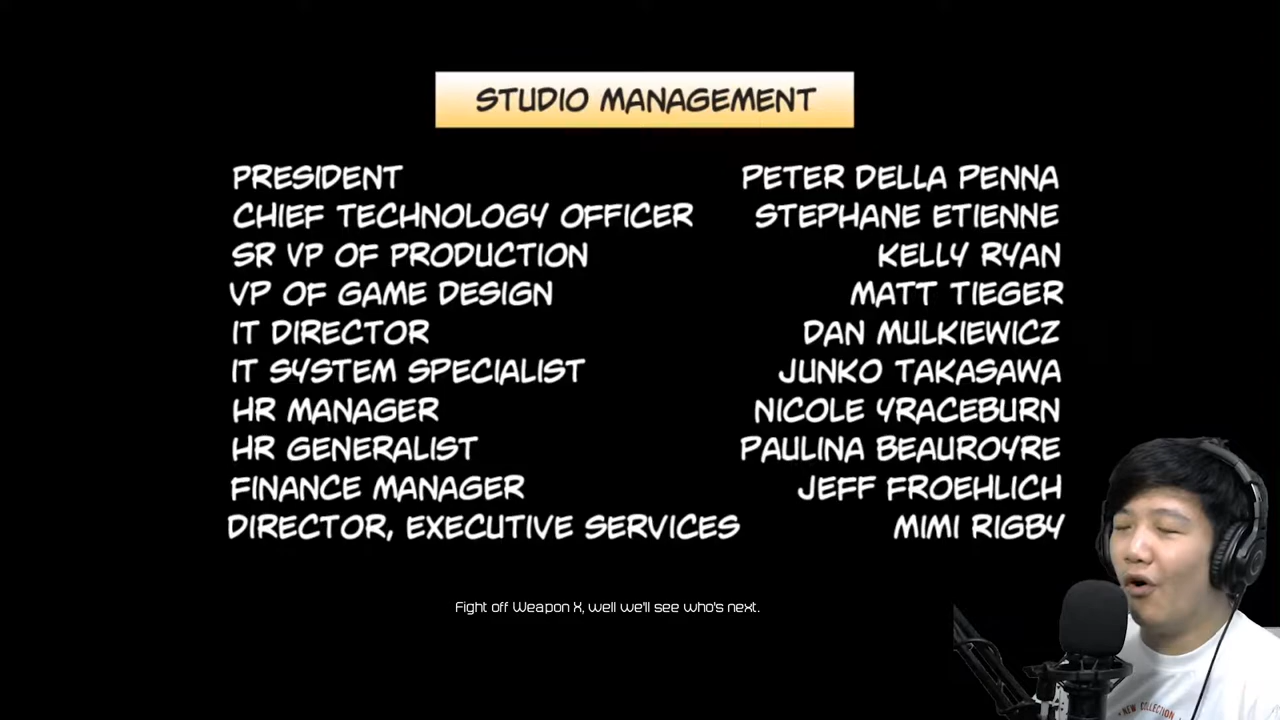 STUDIO MANAGEMENT
PRESIDENT PETER DELLA PENNA
CHIEF TECHNOLOGY OFFICER STEPHANE ETIENNE
SR VP OF PRODUCTION KELLY RYAN
VP OF GAME DESIGN MATT TIEGER
IT DIRECTOR DAN MULKIEWICZ
IT SYSTEM SPECIALIST JUNKO TAKASAWA
HR MANAGER NICOLE YRACEBURN
HR GENERALIST PAULINA BEAUROYRE
FINANCE MANAGER JEFF FROEHLICH
DIRECTOR, EXECUTIVE SERVICES MIMI RIGBY
Fight off Weapon X, well we'll see who's next.
NEW COLLECTION